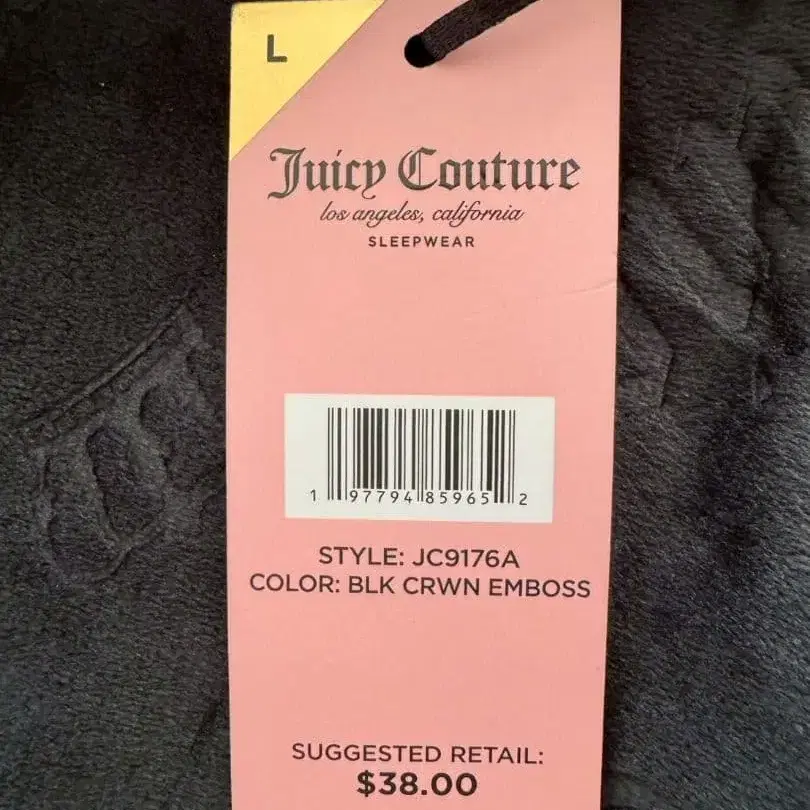 L
Juicy Couture
los angeles, california
SLEEPWEAR
1 97794 85965 2
STYLE: JC9176A
COLOR: BLK CRWN EMBOSS
SUGGESTED RETAIL:
$38.00